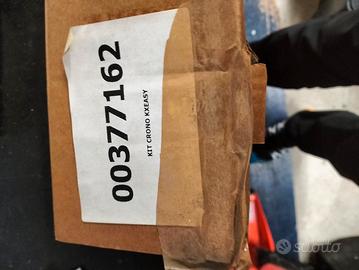 00377162
KIT CRONO KXEASY
subito